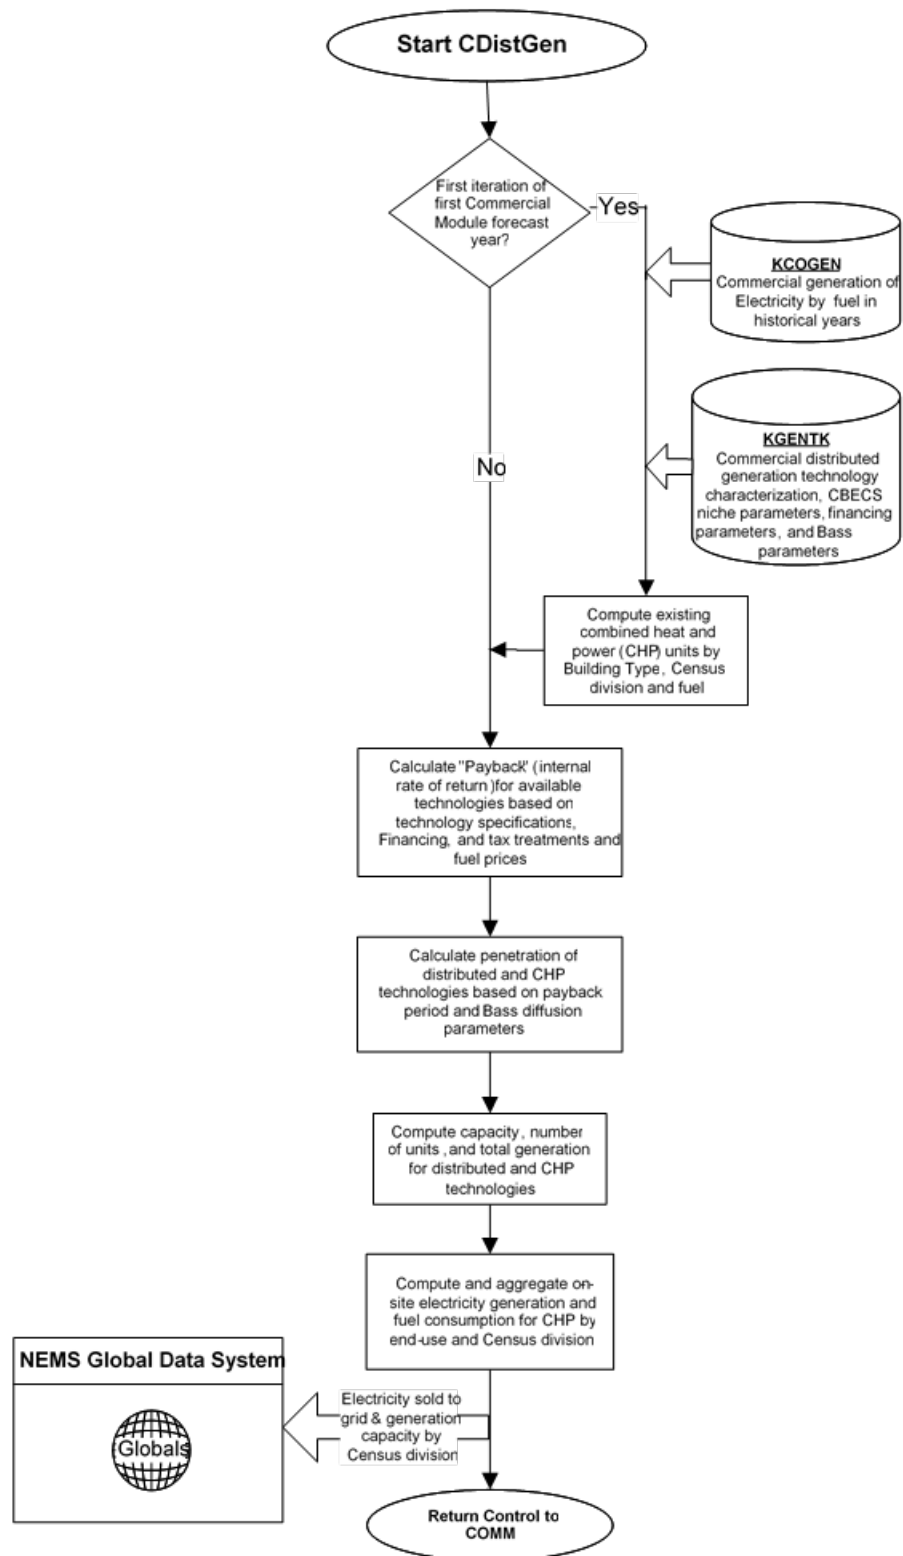 Start CDistGen
First iteration of
first Commercial
Module forecast
year?
Yes
KCOGEN
Commercial generation of
Electricity by fuel in
historical years
KGENTK
Commercial distributed
generation technology
characterization, CBECS
niche parameters, financing
parameters, and Bass
parameters
No
Compute existing
combined heat and
power (CHP) units by
Building Type, Census
division and fuel
Calculate "Payback' (internal
rate of return )for available
technologies based on
technology specifications,
Financing, and tax treatments and
fuel prices
Calculate penetration of
distributed and CHP
technologies based on payback
period and Bass diffusion
parameters
Compute capacity, number
of units, and total generation
for distributed and CHP
technologies
Compute and aggregate on-
site electricity generation and
fuel consumption for CHP by
end-use and Census division
NEMS Global Data System
Globals
Electricity sold to
grid & generation
capacity by
Census division
Return Control to
COMM